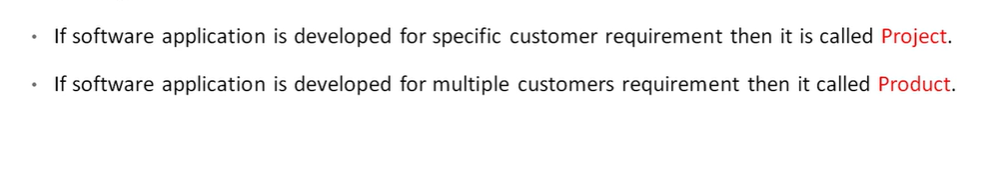 • If software application is developed for specific customer requirement then it is called Project.
• If software application is developed for multiple customers requirement then it called Product.